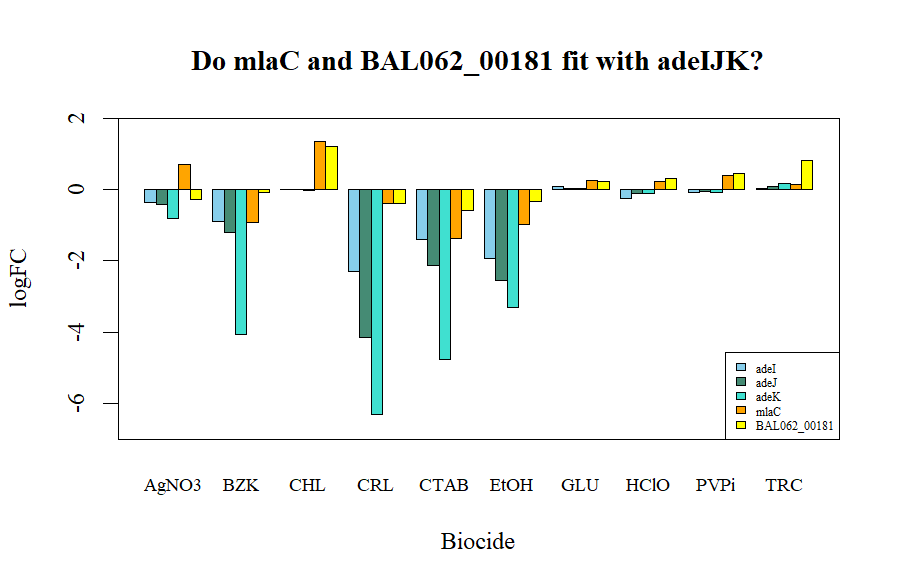 Do mlaC and BAL062_00181 fit with adeIJK?
2
0
-2
-4
-6
logFC
adeI
adeJ
adeK
mlaC
BAL062_00181
AgNO3 BZK CHL CRL CTAB EtOH GLU HClO PVPi TRC
Biocide